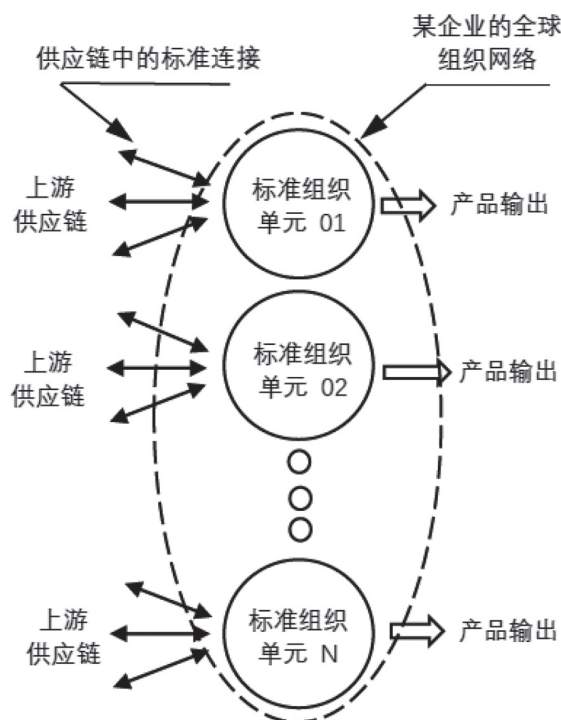 某企业的全球
组织网络
供应链中的标准连接
上游
供应链
标准组织
单元 01
产品输出
上游
供应链
标准组织
单元 02
产品输出
上游
供应链
标准组织
单元 N
产品输出